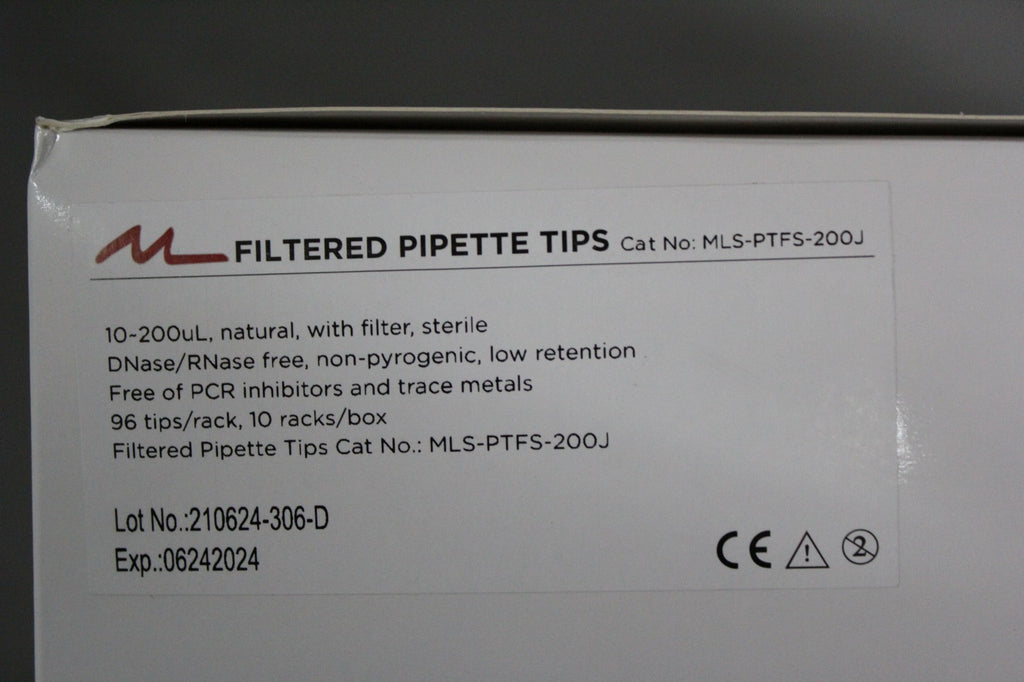 FILTERED PIPETTE TIPS Cat No: MLS-PTFS-200J
10~200uL, natural, with filter, sterile
DNase/RNase free, non-pyrogenic, low retention
Free of PCR inhibitors and trace metals
96 tips/rack, 10 racks/box
Filtered Pipette Tips Cat No.: MLS-PTFS-200J
Lot No.:210624-306-D
Exp.:06242024
CE ! 2